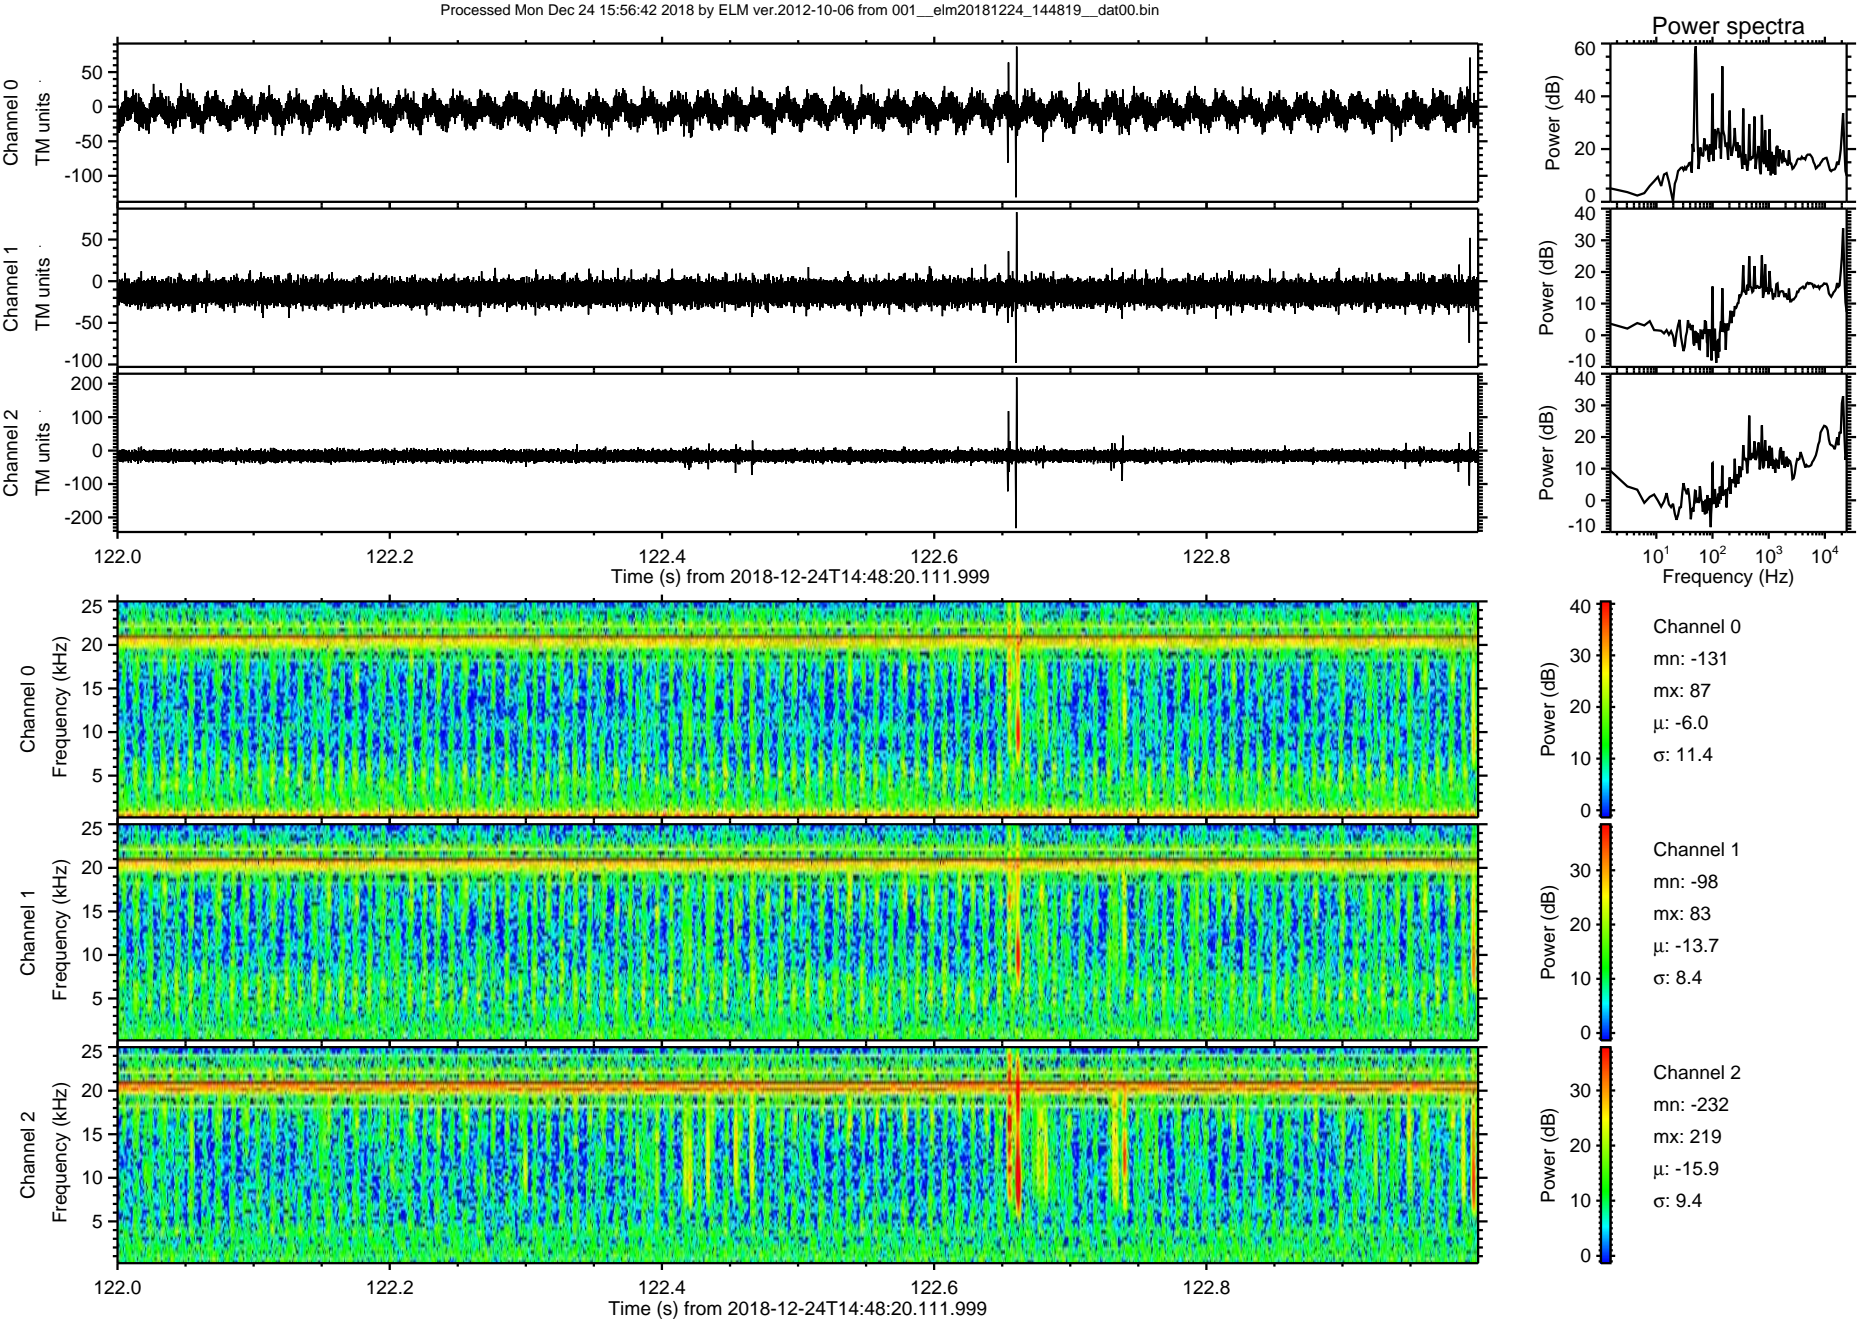 Processed Mon Dec 24 15:56:42 2018 by ELM ver.2012-10-06 from 001__elm20181224_144819__dat00.bin
Power spectra
Channel 0
TM units
50
0
-50
-100
Power (dB)
60
40
20
0
Channel 1
TM units
50
0
-50
-100
Power (dB)
40
30
20
10
0
-10
Channel 2
TM units
200
100
0
-100
-200
Power (dB)
40
30
20
10
0
-10
122.0 122.2 122.4 122.6 122.8
Time (s) from 2018-12-24T14:48:20.111.999
10^1 10^2 10^3 10^4
Frequency (Hz)
Channel 0
Frequency (kHz)
25
20
15
10
5
Power (dB)
40
30
20
10
0
Channel 0
mn: -131
mx: 87
μ: -6.0
σ: 11.4
Channel 1
Frequency (kHz)
25
20
15
10
5
Power (dB)
30
20
10
0
Channel 1
mn: -98
mx: 83
μ: -13.7
σ: 8.4
Channel 2
Frequency (kHz)
25
20
15
10
5
Power (dB)
30
20
10
0
Channel 2
mn: -232
mx: 219
μ: -15.9
σ: 9.4
122.0 122.2 122.4 122.6 122.8
Time (s) from 2018-12-24T14:48:20.111.999